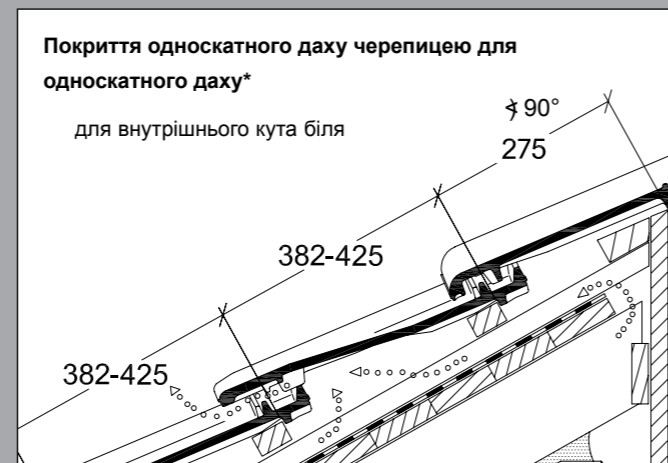 Покриття односкатного даху черепицею для
односкатного даху*
для внутрішнього кута біля
∢ 90°
275
382-425
382-425